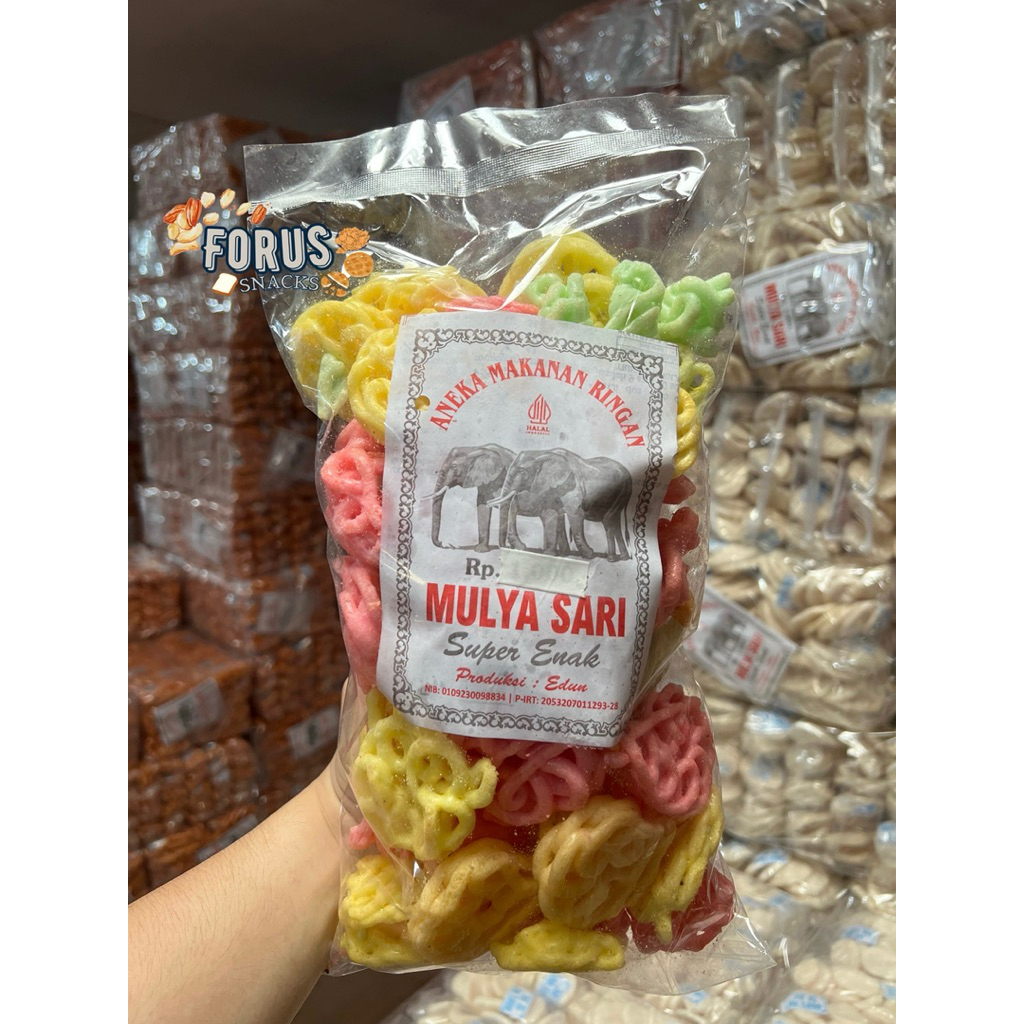 FORUS
SNACKS
ANEKA MAKANAN RINGAN
HALAL
INDONESIA
Rp.
MULYA SARI
Super Enak
Produksi : Edun
NIB: 0109230098834 | P-IRT: 2053207011293-28
MULYA SARI